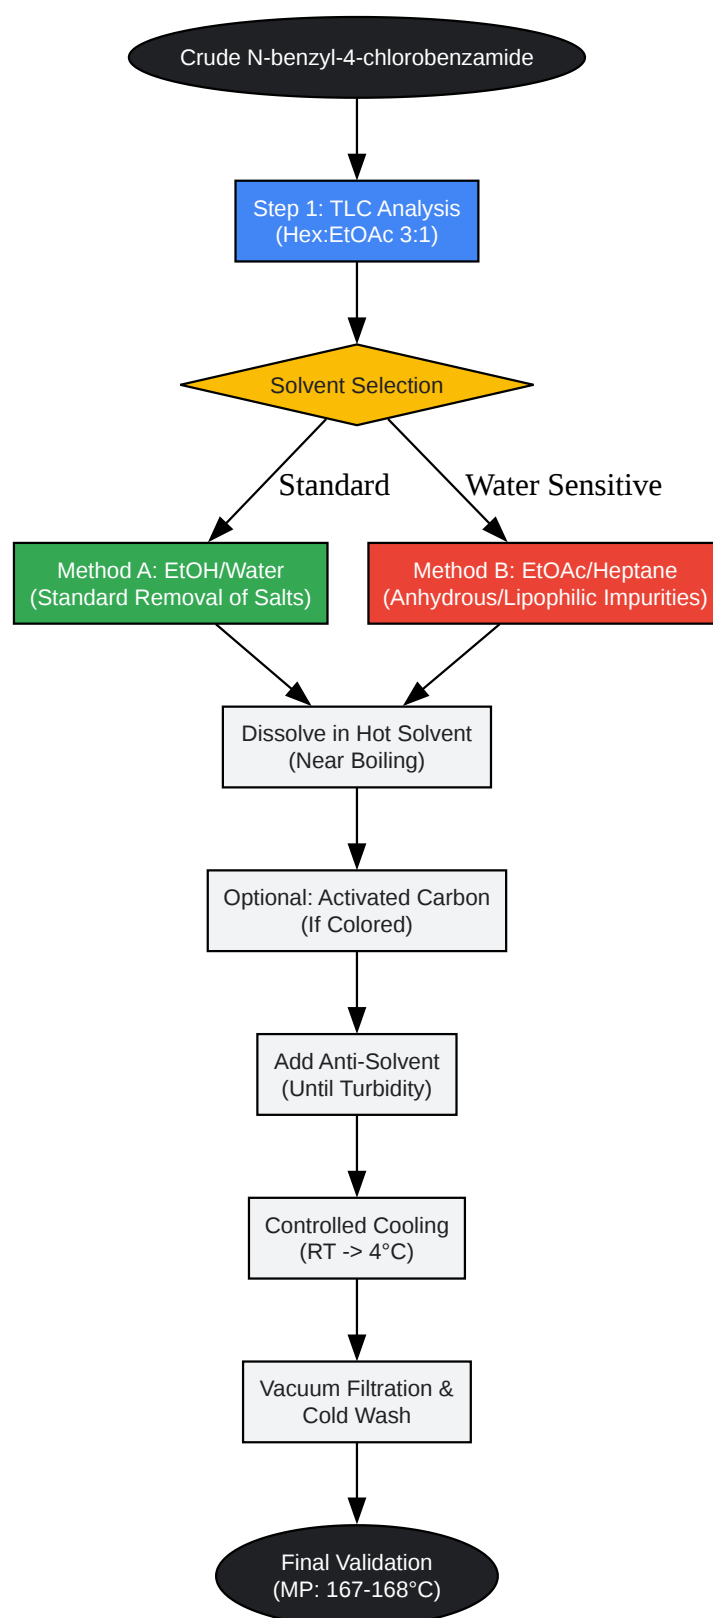 Crude N-benzyl-4-chlorobenzamide
Step 1: TLC Analysis
(Hex:EtOAc 3:1)
Solvent Selection
Standard
Water Sensitive
Method A: EtOH/Water
(Standard Removal of Salts)
Method B: EtOAc/Heptane
(Anhydrous/Lipophilic Impurities)
Dissolve in Hot Solvent
(Near Boiling)
Optional: Activated Carbon
(If Colored)
Add Anti-Solvent
(Until Turbidity)
Controlled Cooling
(RT -> 4°C)
Vacuum Filtration &
Cold Wash
Final Validation
(MP: 167-168°C)